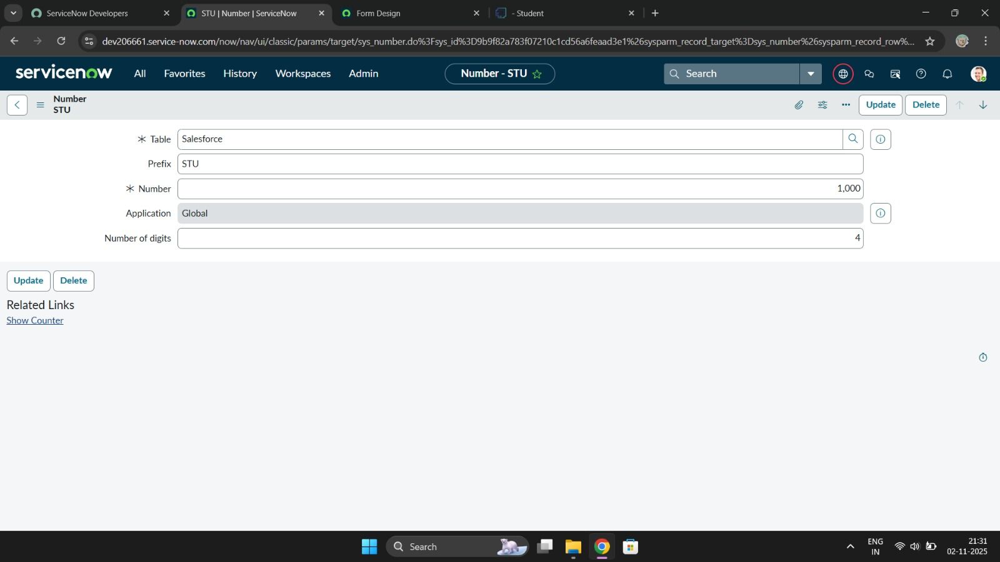 ServiceNow Developers
STU | Number | ServiceNow
Form Design
- Student
dev206661.service-now.com/now/nav/ui/classic/params/target/sys_number.do%3Fsys_id%3D9b9f82a783f07210c1cd56a6feaad3e1%26sysparm_record_target%3Dsys_number%26sysparm_record_row%...
servicenow
All
Favorites
History
Workspaces
Admin
Number - STU
Search
Number
STU
Update
Delete
Table
Salesforce
Prefix
STU
Number
1,000
Application
Global
Number of digits
4
Update
Delete
Related Links
Show Counter
Search
ENG
IN
21:31
02-11-2025